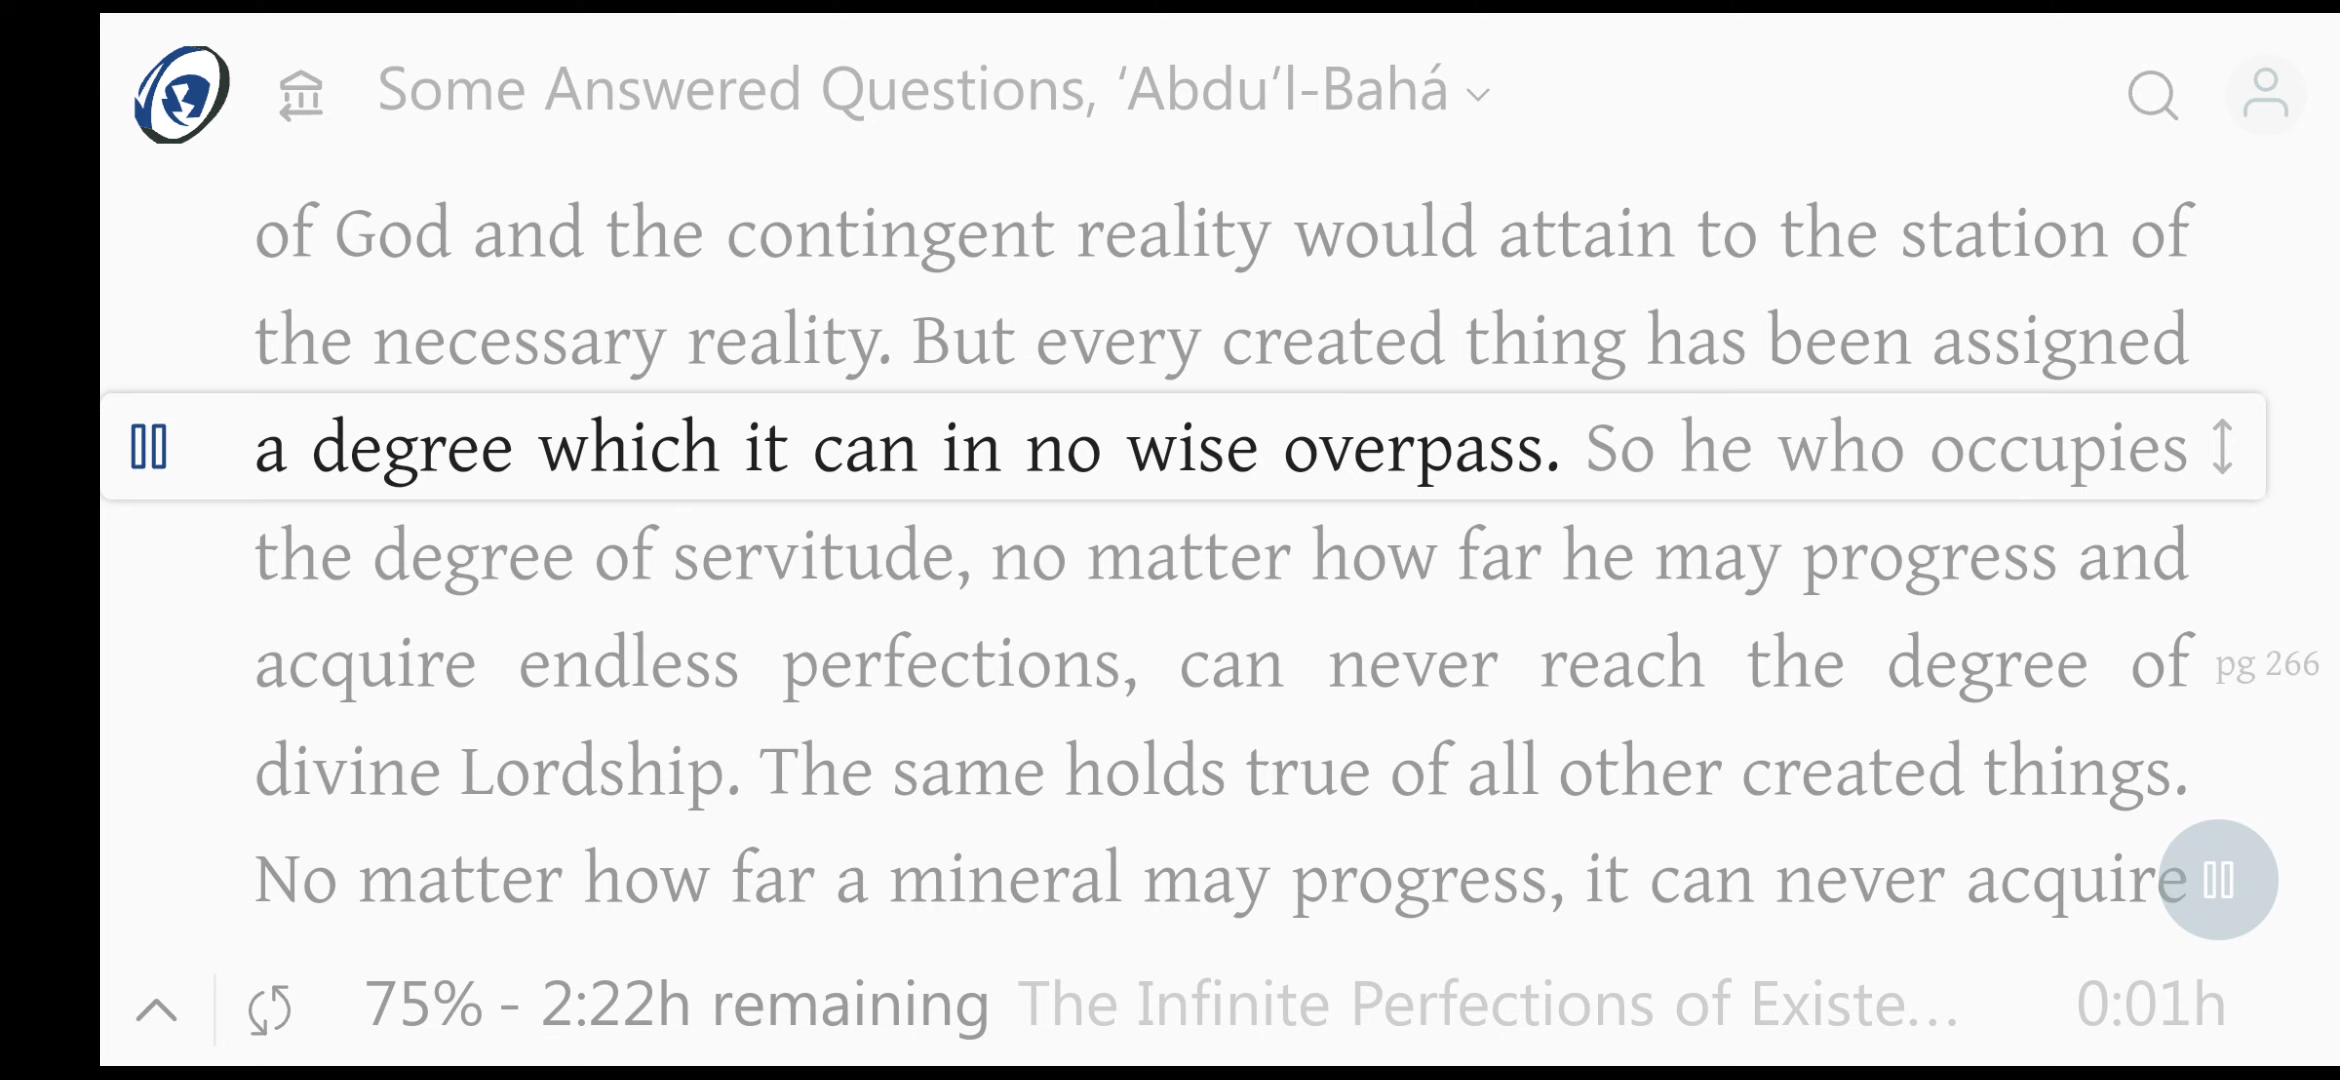 Some Answered Questions, ‘Abdu’l-Bahá
of God and the contingent reality would attain to the station of
the necessary reality. But every created thing has been assigned
a degree which it can in no wise overpass. So he who occupies
the degree of servitude, no matter how far he may progress and
acquire endless perfections, can never reach the degree of
pg 266
divine Lordship. The same holds true of all other created things.
No matter how far a mineral may progress, it can never acquire
75% - 2:22h remaining The Infinite Perfections of Existe... 0:01h